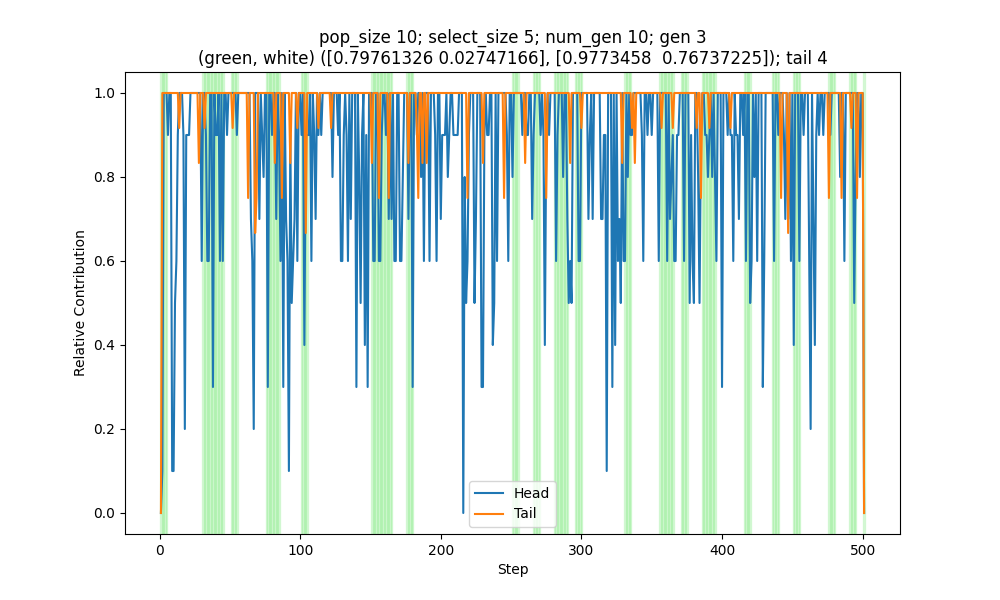 pop_size 10; select_size 5; num_gen 10; gen 3
(green, white) ([0.79761326 0.02747166], [0.9773458  0.76737225]); tail 4
Relative Contribution
1.0
0.8
0.6
0.4
0.2
0.0
Head
Tail
0 100 200 300 400 500
Step